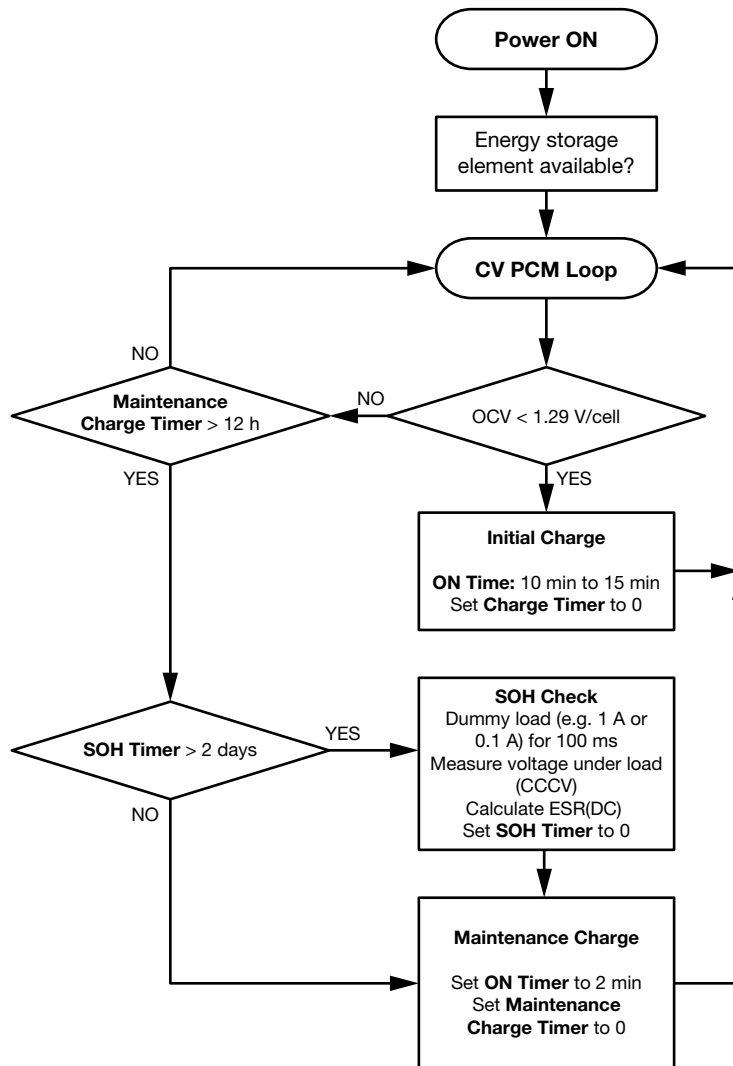 Power ON
Energy storage
element available?
CV PCM Loop
NO
Maintenance
Charge Timer > 12 h
NO
OCV < 1.29 V/cell
YES
YES
Initial Charge
ON Time: 10 min to 15 min
Set Charge Timer to 0
SOH Timer > 2 days
YES
NO
SOH Check
Dummy load (e.g. 1 A or
0.1 A) for 100 ms
Measure voltage under load
(CCCV)
Calculate ESR(DC)
Set SOH Timer to 0
Maintenance Charge
Set ON Timer to 2 min
Set Maintenance
Charge Timer to 0